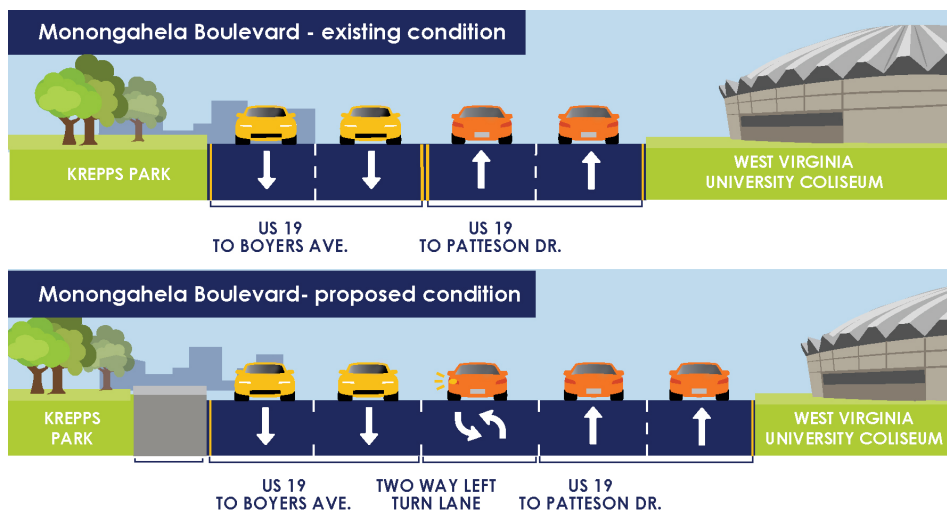 Monongahela Boulevard - existing condition
KREPPS PARK
WEST VIRGINIA
UNIVERSITY COLISEUM
US 19
TO BOYERS AVE.
US 19
TO PATTESON DR.
Monongahela Boulevard- proposed condition
KREPPS
PARK
WEST VIRGINIA
UNIVERSITY COLISEUM
US 19
TO BOYERS AVE.
TWO WAY LEFT
TURN LANE
US 19
TO PATTESON DR.